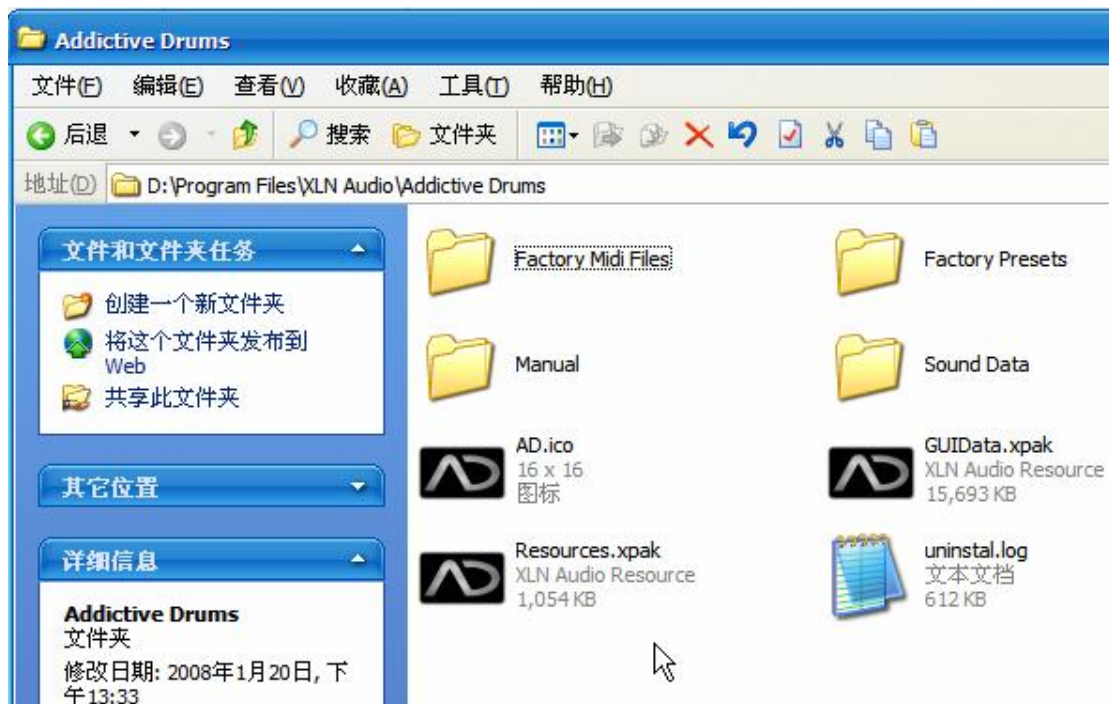 Addictive Drums
文件(F) 编辑(E) 查看(V) 收藏(A) 工具(T) 帮助(H)
后退 搜索 文件夹
地址(D) D:\Program Files\XLN Audio\Addictive Drums
文件和文件夹任务
创建一个新文件夹
将这个文件夹发布到
Web
共享此文件夹
其它位置
详细信息
Addictive Drums
文件夹
修改日期: 2008年1月20日, 下
午13:33
Factory Midi Files
Factory Presets
Manual
Sound Data
AD.ico
16 x 16
图标
GUIData.xpak
XLN Audio Resource
15,693 KB
Resources.xpak
XLN Audio Resource
1,054 KB
uninstal.log
文本文档
612 KB